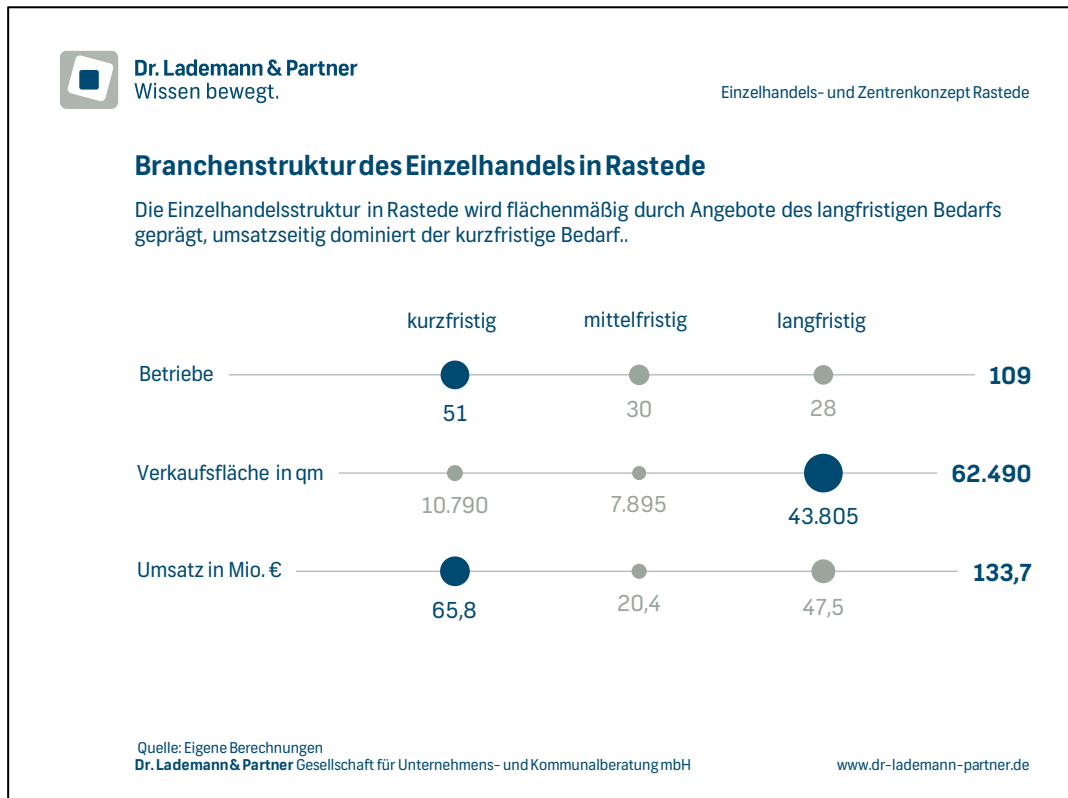 Dr. Lademann & Partner
Wissen bewegt.
Einzelhandels- und Zentrenkonzept Rastede
Branchenstruktur des Einzelhandels in Rastede
Die Einzelhandelsstruktur in Rastede wird flächenmäßig durch Angebote des langfristigen Bedarfs
geprägt, umsatzseitig dominiert der kurzfristige Bedarf..
kurzfristig mittelfristig langfristig
Betriebe 109
51 30 28
Verkaufsfläche in qm 62.490
10.790 7.895 43.805
Umsatz in Mio. € 133,7
65,8 20,4 47,5
Quelle: Eigene Berechnungen
Dr. Lademann & Partner Gesellschaft für Unternehmens- und Kommunalberatung mbH www.dr-lademann-partner.de